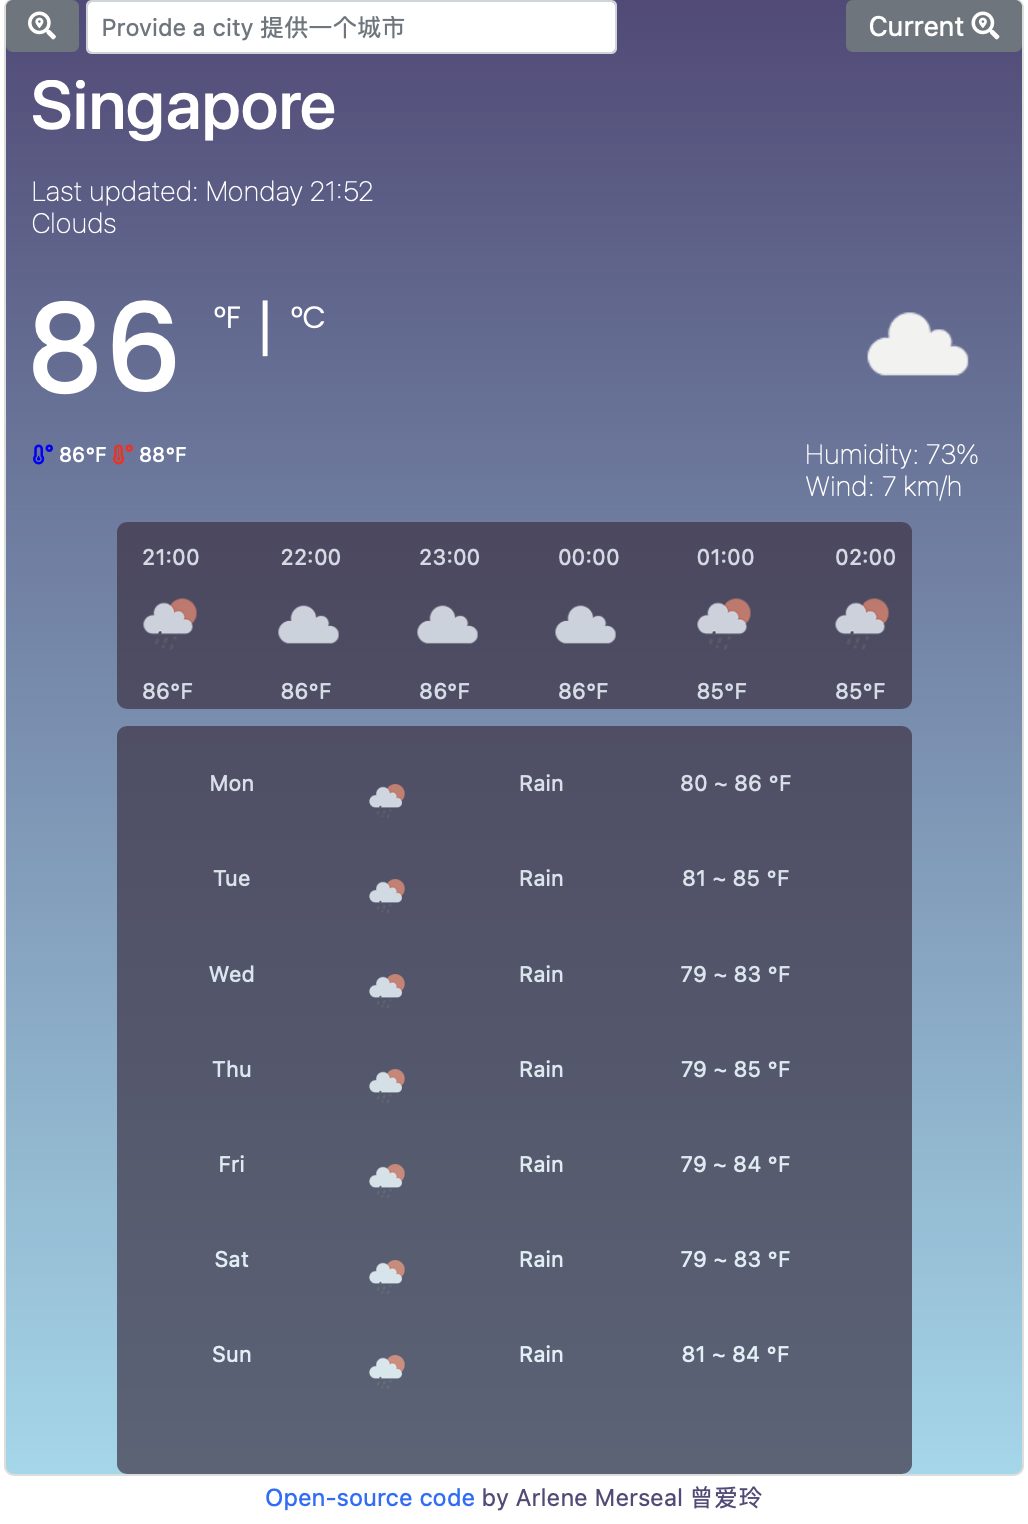 Provide a city 提供一个城市
Current
Singapore
Last updated: Monday 21:52
Clouds
86 °F | °C
86°F 88°F
Humidity: 73%
Wind: 7 km/h
21:00 22:00 23:00 00:00 01:00 02:00
86°F 86°F 86°F 86°F 85°F 85°F
Mon Rain 80 ~ 86 °F
Tue Rain 81 ~ 85 °F
Wed Rain 79 ~ 83 °F
Thu Rain 79 ~ 85 °F
Fri Rain 79 ~ 84 °F
Sat Rain 79 ~ 83 °F
Sun Rain 81 ~ 84 °F
Open-source code by Arlene Merseal 曾爱玲